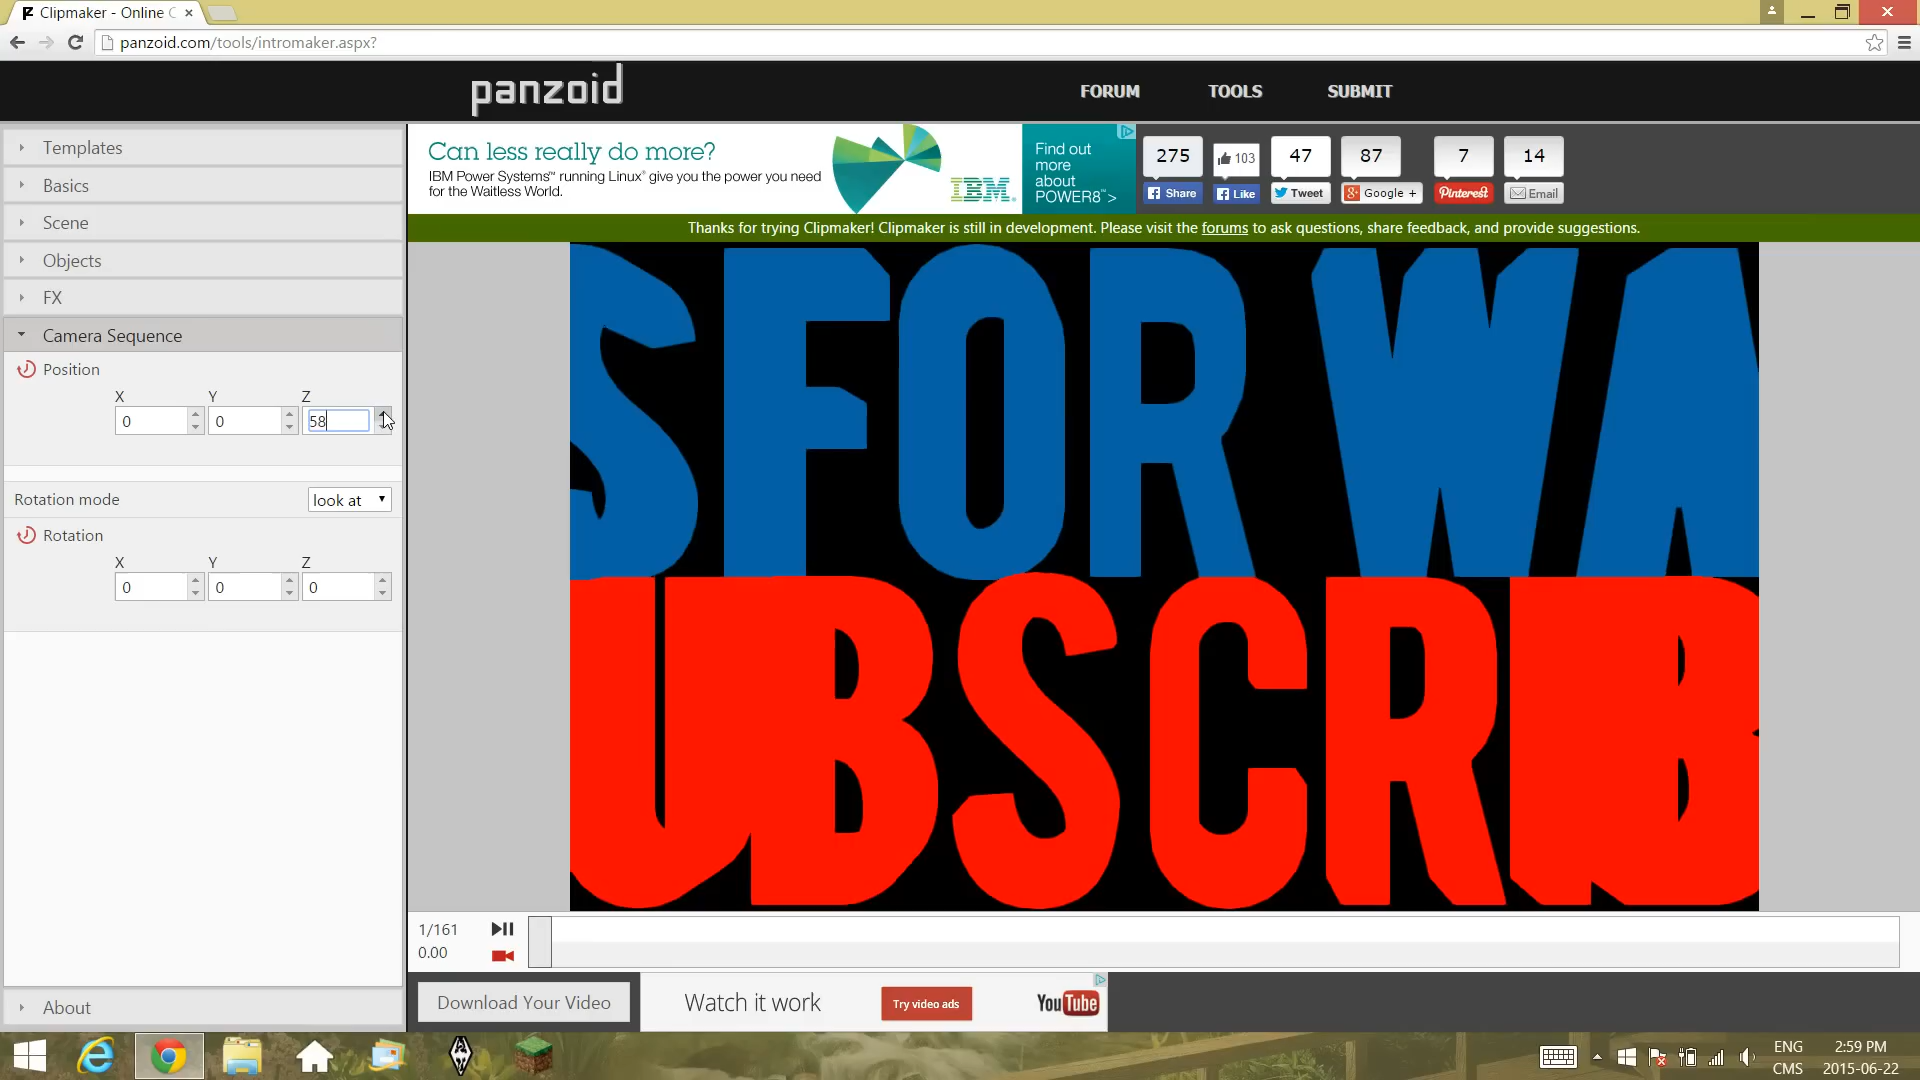 Clipmaker - Online C
panzoid.com/tools/intromaker.aspx?
panzoid
FORUM
TOOLS
SUBMIT
Templates
Basics
Scene
Objects
FX
Camera Sequence
Position
X
Y
Z
0
0
58
Rotation mode
look at
Rotation
X
Y
Z
0
0
0
About
Can less really do more?
IBM Power Systems™ running Linux® give you the power you need
for the Waitless World.
IBM.
Find out
more
about
POWER8™>
275
Share
103
Like
47
Tweet
87
Google +
7
Pinterest
14
Email
Thanks for trying Clipmaker! Clipmaker is still in development. Please visit the forums to ask questions, share feedback, and provide suggestions.
S FOR WA
UBSCRIB
1/161
0.00
Download Your Video
Watch it work
Try video ads
YouTube
ENG
CMS
2:59 PM
2015-06-22